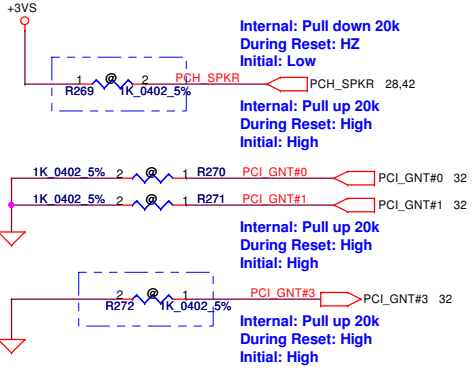 +3VS
Internal: Pull down 20k
During Reset: HZ
Initial: Low
1 @ 2 PCH_SPKR
R269 1K_0402_5%
PCH_SPKR 28,42
Internal: Pull up 20k
During Reset: High
Initial: High
1K_0402_5% 2 @ 1 R270 PCI_GNT#0 PCI_GNT#0 32
1K_0402_5% 2 @ 1 R271 PCI_GNT#1 PCI_GNT#1 32
Internal: Pull up 20k
During Reset: High
Initial: High
2 @ 1 PCI_GNT#3
R272 1K_0402_5%
PCI_GNT#3 32
Internal: Pull up 20k
During Reset: High
Initial: High